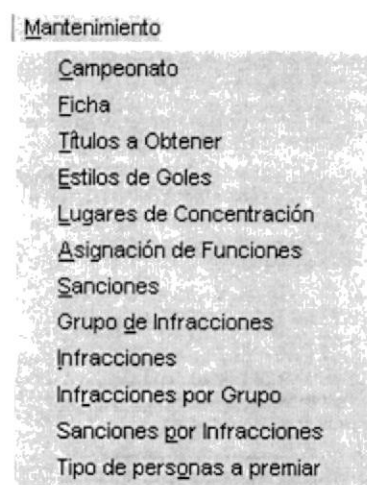 Mantenimiento
Campeonato
Ficha
Títulos a Obtener
Estilos de Goles
Lugares de Concentración
Asignación de Funciones
Sanciones
Grupo de Infracciones
Infracciones
Infracciones por Grupo
Sanciones por Infracciones
Tipo de personas a premiar